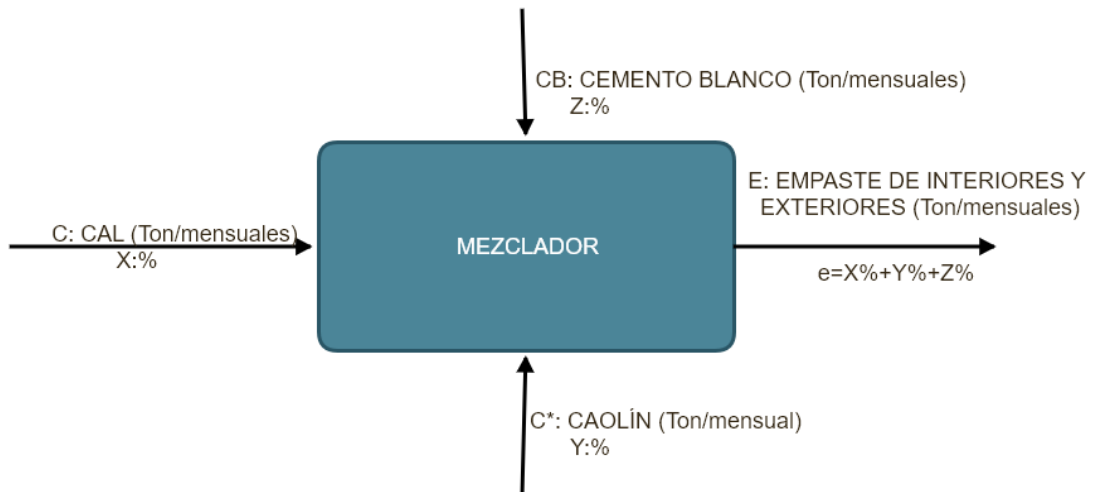 CB: CEMENTO BLANCO (Ton/mensuales)
Z:%
E: EMPASTE DE INTERIORES Y
EXTERIORES (Ton/mensuales)
C: CAL (Ton/mensuales)
X:%
MEZCLADOR
e=X%+Y%+Z%
C*: CAOLÍN (Ton/mensual)
Y:%